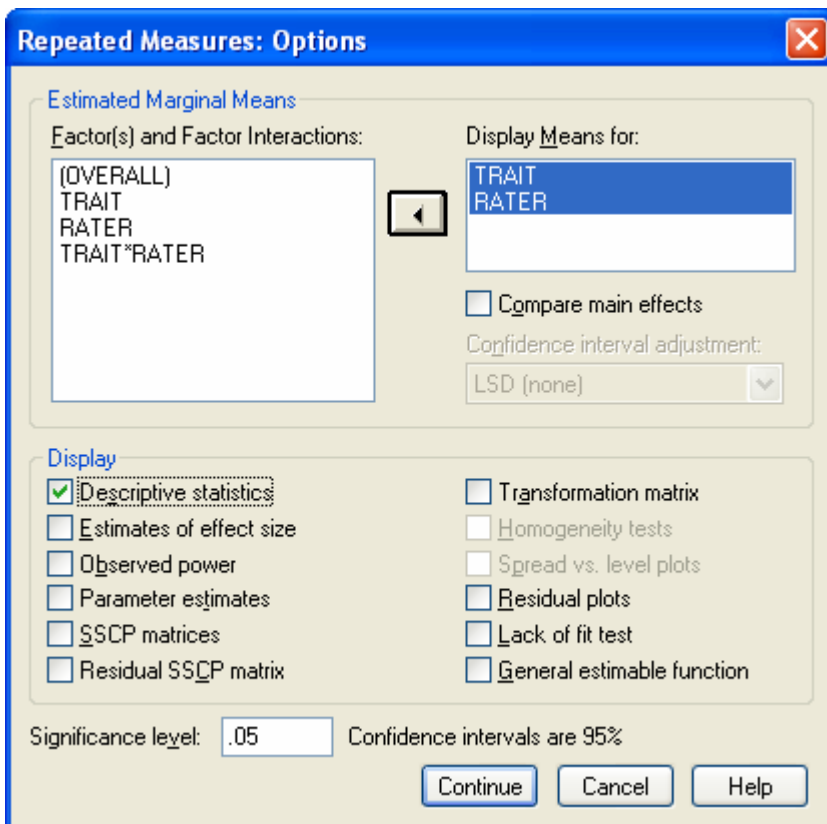 Repeated Measures: Options
Estimated Marginal Means
Factor(s) and Factor Interactions:
(OVERALL)
TRAIT
RATER
TRAIT*RATER
Display Means for:
TRAIT
RATER
Compare main effects
Confidence interval adjustment:
LSD (none)
Display
Descriptive statistics
Estimates of effect size
Observed power
Parameter estimates
SSCP matrices
Residual SSCP matrix
Transformation matrix
Homogeneity tests
Spread vs. level plots
Residual plots
Lack of fit test
General estimable function
Significance level: .05 Confidence intervals are 95%
Continue Cancel Help